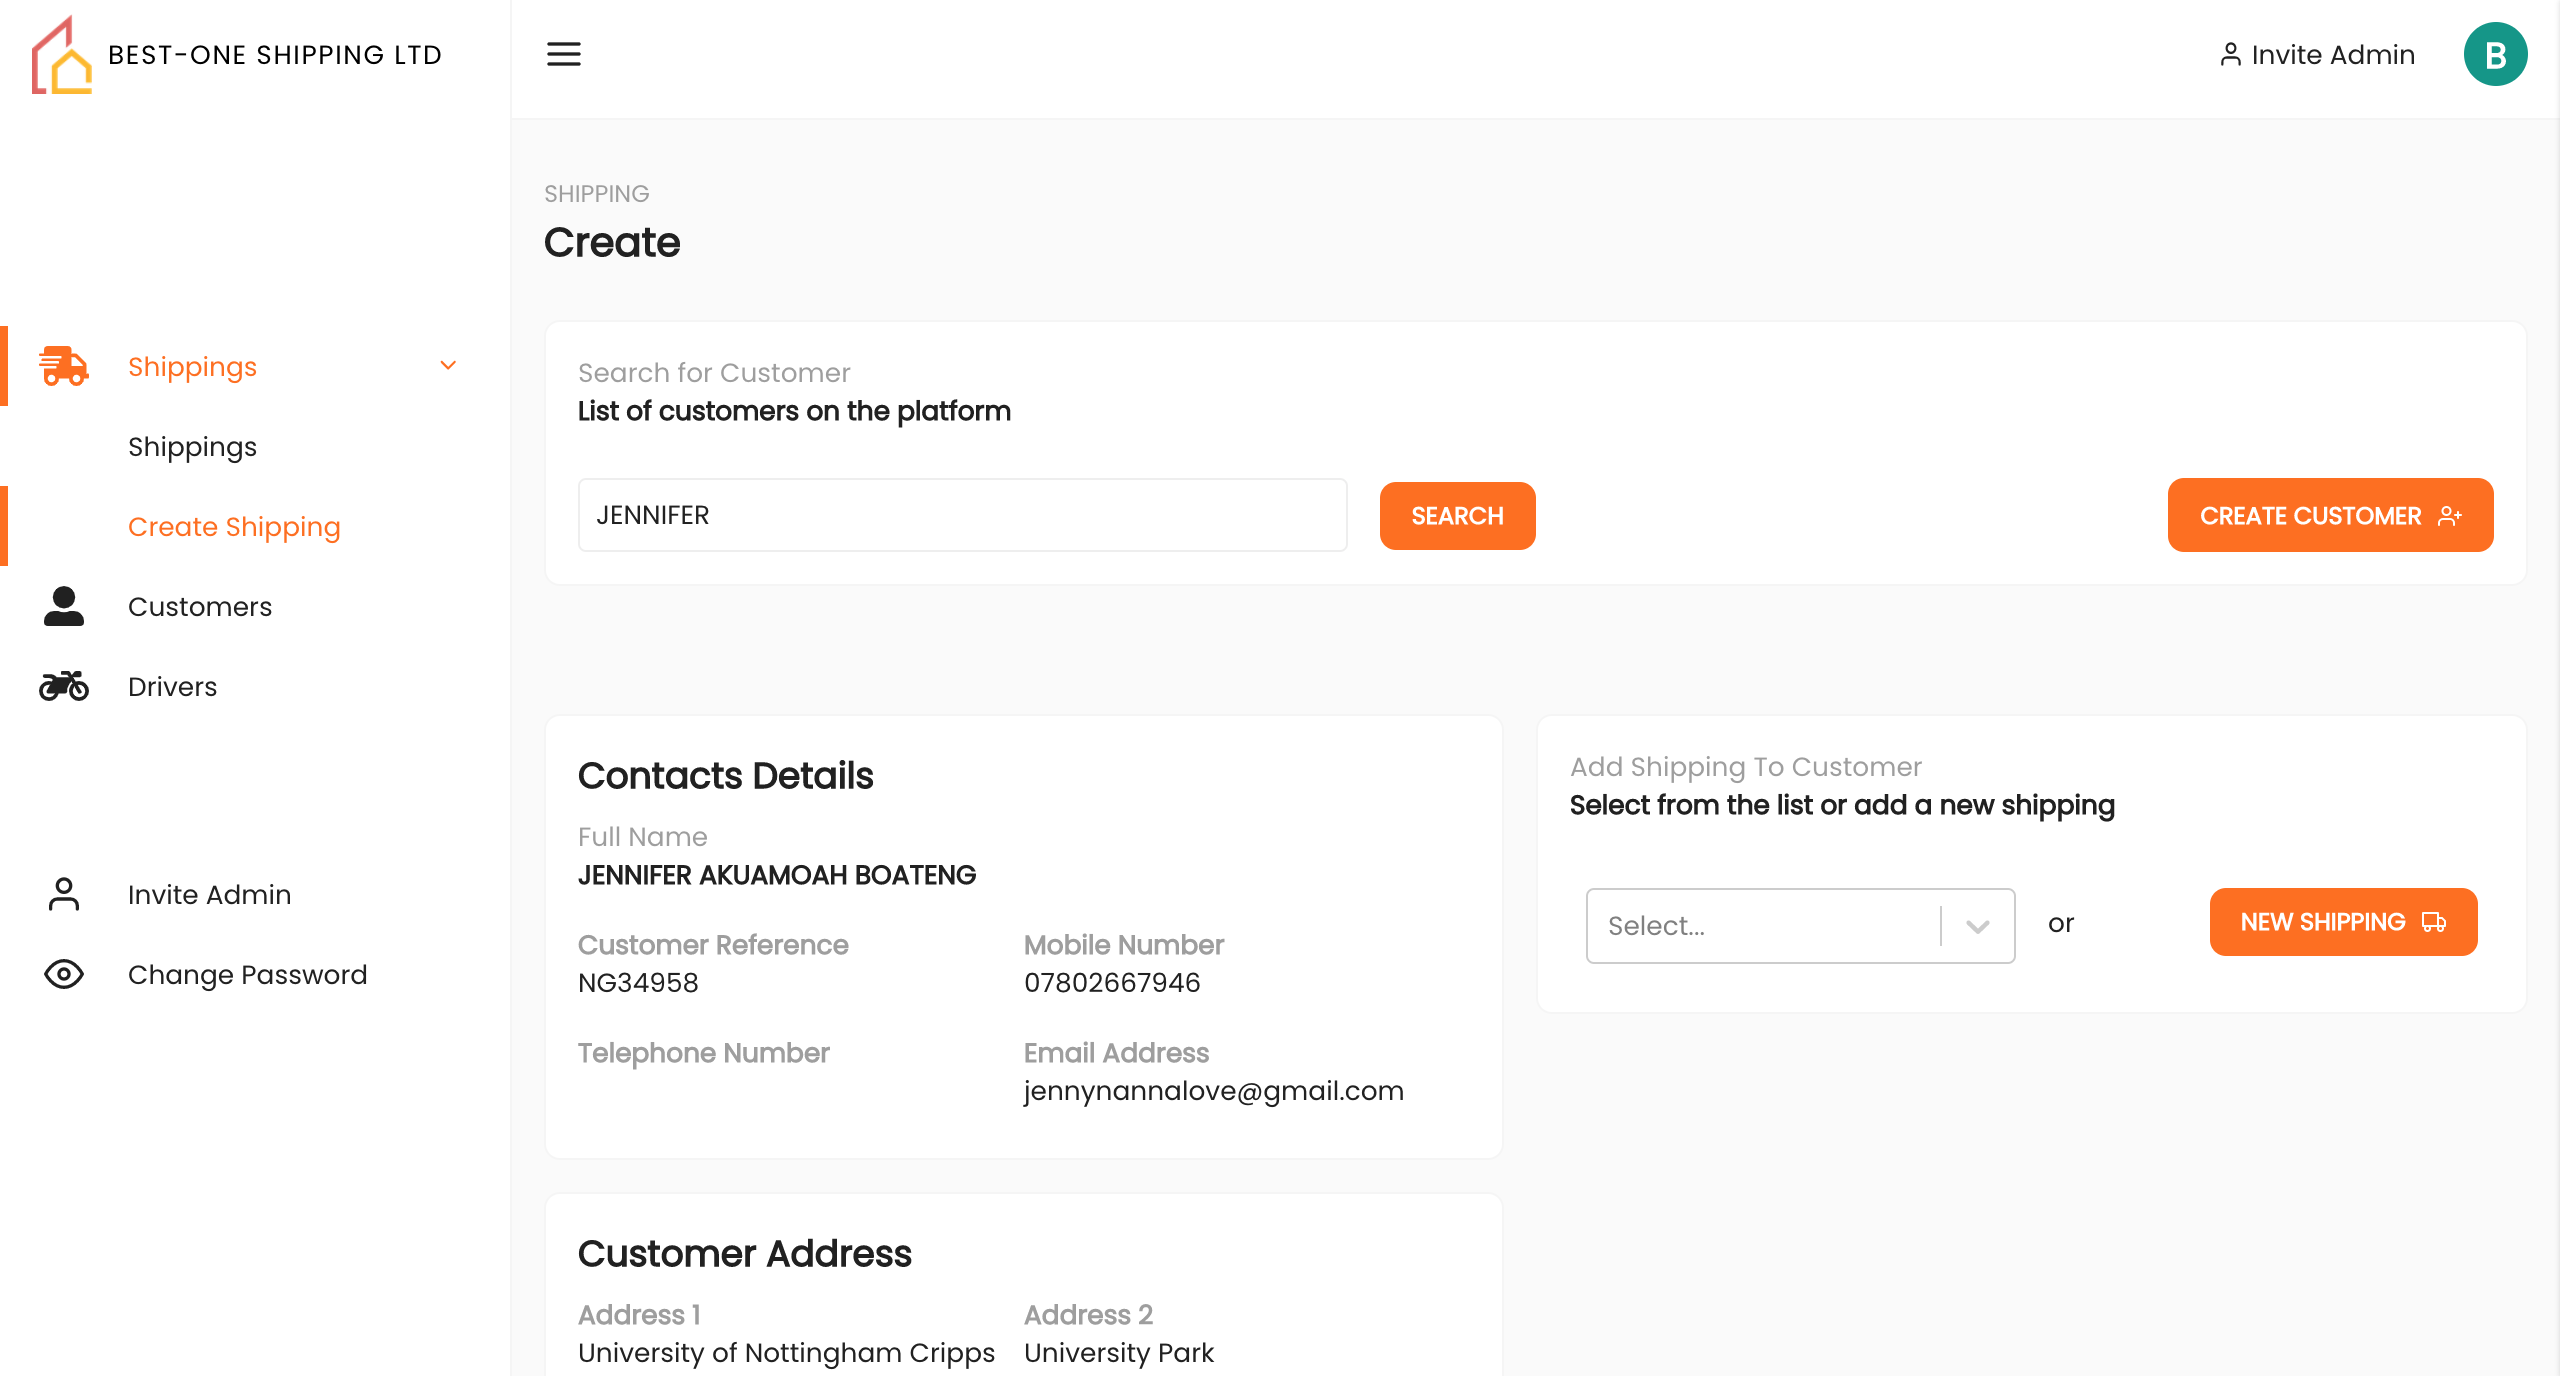 BEST-ONE SHIPPING LTD
Invite Admin
B
Shippings
Shippings
Create Shipping
Customers
Drivers
Invite Admin
Change Password
SHIPPING
Create
Search for Customer
List of customers on the platform
JENNIFER
SEARCH
CREATE CUSTOMER
Contacts Details
Full Name
JENNIFER AKUAMOAH BOATENG
Customer Reference
NG34958
Mobile Number
07802667946
Telephone Number
Email Address
jennynannalove@gmail.com
Add Shipping To Customer
Select from the list or add a new shipping
Select...
or
NEW SHIPPING
Customer Address
Address 1
University of Nottingham Cripps
Address 2
University Park